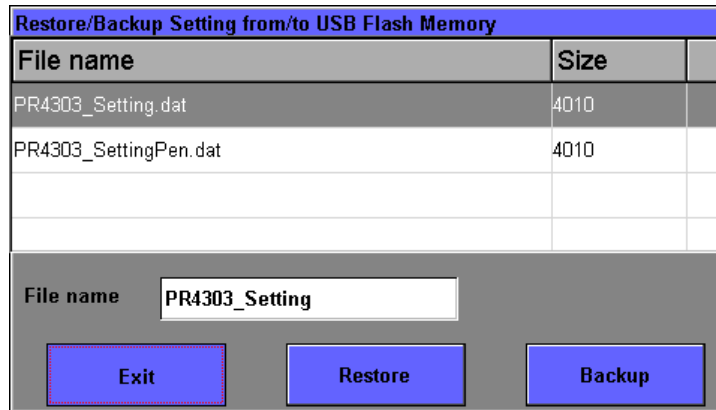 Restore/Backup Setting from/to USB Flash Memory
File name Size
PR4303_Setting.dat 4010
PR4303_SettingPen.dat 4010
File name PR4303_Setting
Exit Restore Backup